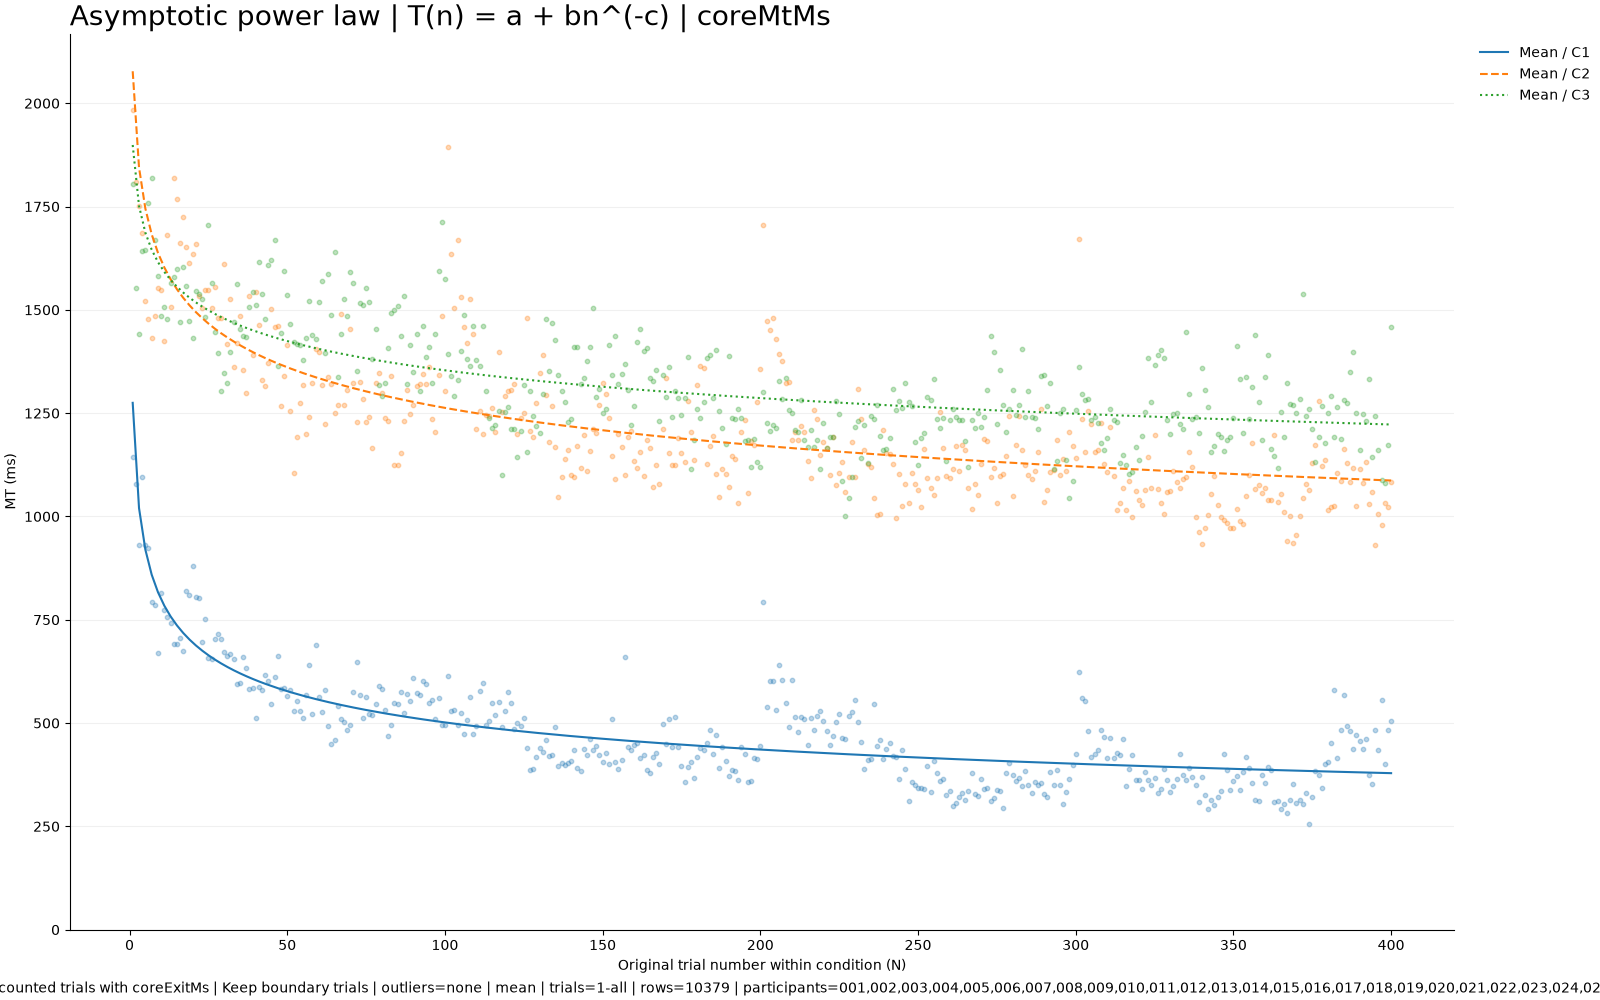 Asymptotic power law | T(n) = a + bn^(-c) | coreMtMs
Mean / C1
Mean / C2
Mean / C3
2000
1750
1500
1250
1000
750
500
250
0
MT (ms)
0 50 100 150 200 250 300 350 400
Original trial number within condition (N)
counted trials with coreExitMs | Keep boundary trials | outliers=none | mean | trials=1-all | rows=10379 | participants=001,002,003,004,005,006,007,008,009,010,011,012,013,014,015,016,017,018,019,020,021,022,023,024,02